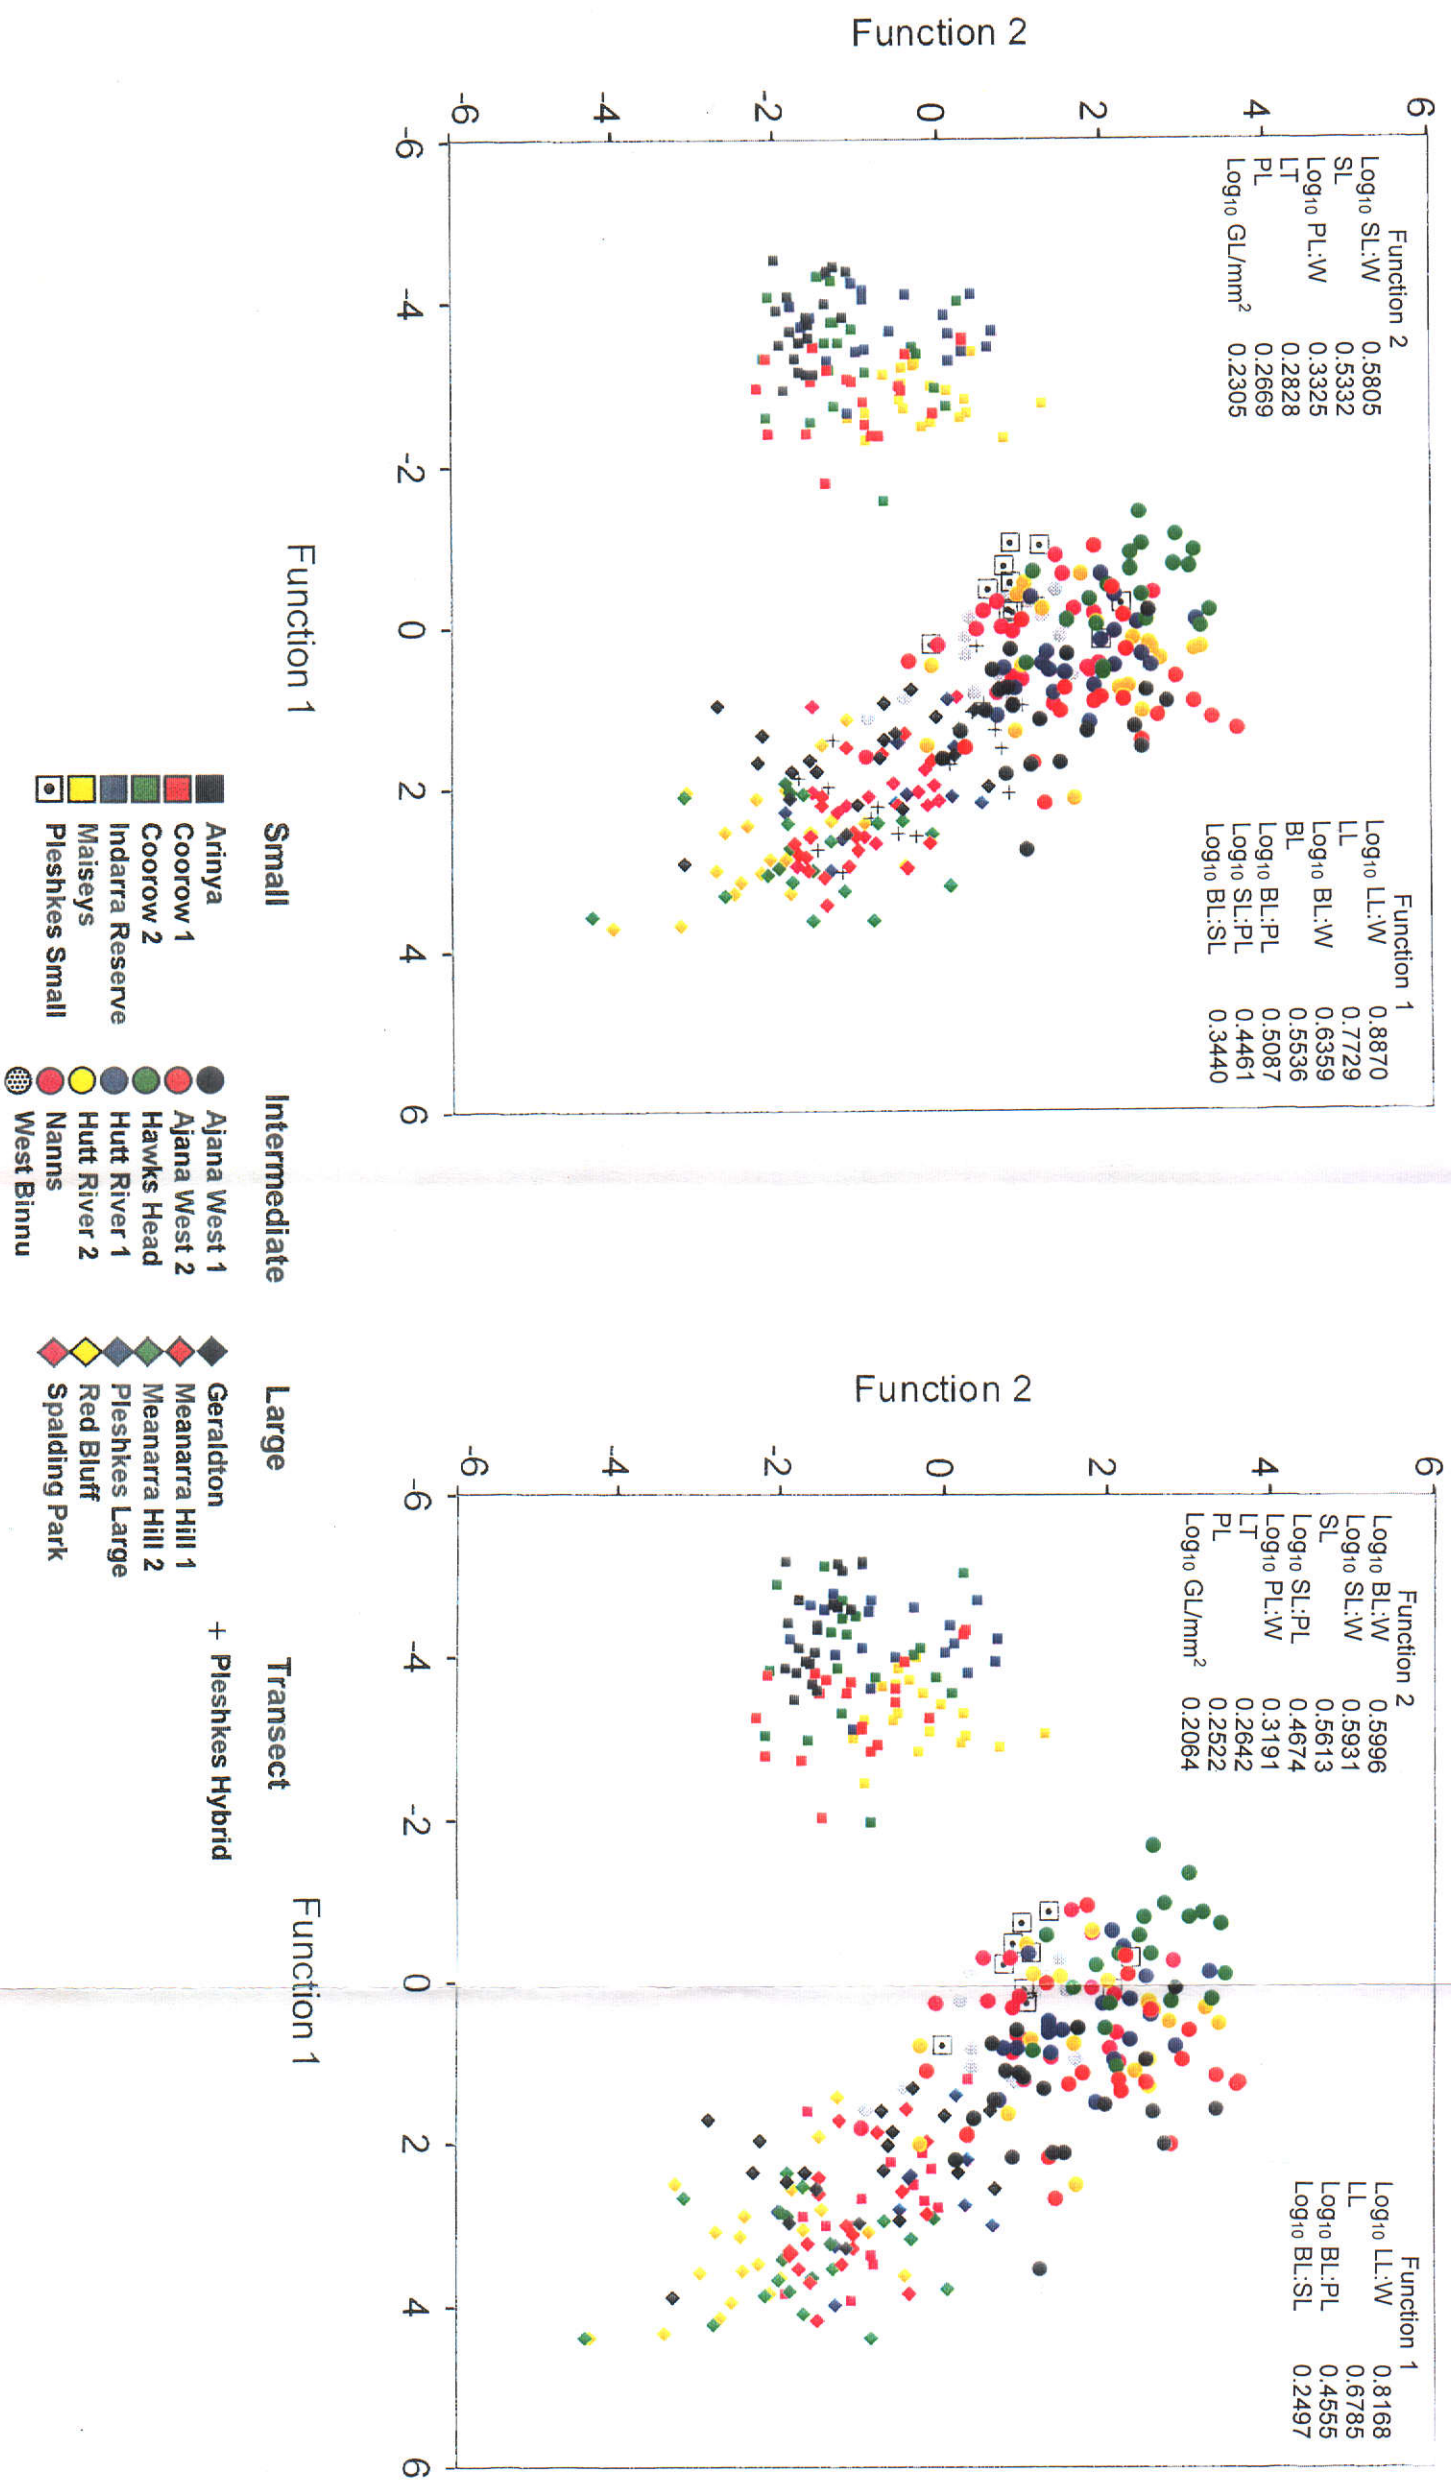 Function 2
6
4
2
0
-2
-4
-6
-6
-4
-2
0
2
4
6
Function 1
Function 2
Log10 SL:W 0.5805
SL 0.5332
Log10 PL:W 0.3325
LT 0.2828
PL 0.2669
Log10 GL/mm2 0.2305
Function 1
Log10 LL:W 0.8870
LL 0.7729
Log10 BL:W 0.6359
BL 0.5536
Log10 BL:PL 0.5087
Log10 SL:PL 0.4461
Log10 BL:SL 0.3440
Function 2
6
4
2
0
-2
-4
-6
-6
-4
-2
0
2
4
6
Function 1
Function 2
Log10 BL:W 0.5996
Log10 SL:W 0.5931
SL 0.5613
Log10 SL:PL 0.4674
Log10 PL:W 0.3191
LT 0.2642
PL 0.2522
Log10 GL/mm2 0.2064
Function 1
Log10 LL:W 0.8168
LL 0.6785
Log10 BL:PL 0.4555
Log10 BL:SL 0.2497
Small
Arinya
Coorow 1
Coorow 2
Indarra Reserve
Maiseys
Pleshkes Small
Intermediate
Ajana West 1
Ajana West 2
Hawks Head
Hutt River 1
Hutt River 2
Nanns
West Binnu
Large
Geraldton
Meanarra Hill 1
Meanarra Hill 2
Pleshkes Large
Red Bluff
Spalding Park
Transect
+ Pleshkes Hybrid